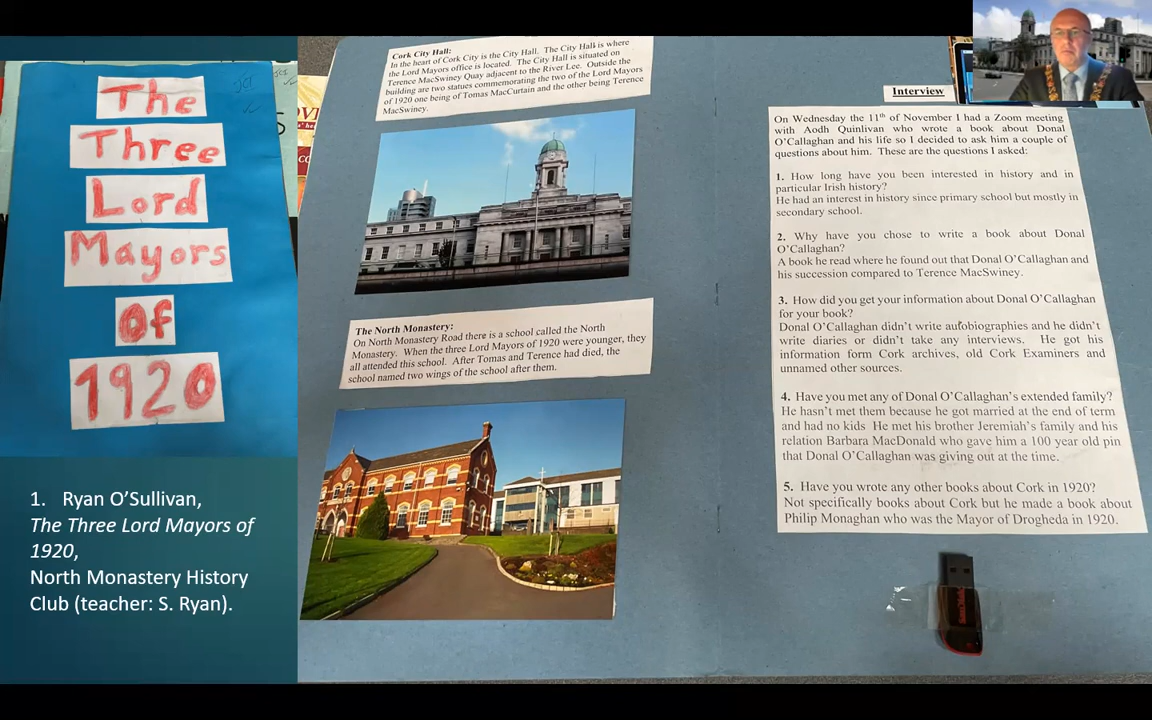 The
Three
Lord
Mayors
of
1920
1. Ryan O’Sullivan,
The Three Lord Mayors of
1920,
North Monastery History
Club (teacher: S. Ryan).
Cork City Hall:
In the heart of Cork City is the City Hall. The City Hall is where
the Lord Mayors office is located. The City Hall is situated on
Terence MacSwiney Quay adjacent to the River Lee. Outside the
building are two statues commemorating the two of the Lord Mayors
of 1920 one being of Tomas MacCurtain and the other being Terence
MacSwiney.
The North Monastery:
On North Monastery Road there is a school called the North
Monastery. When the three Lord Mayors of 1920 were younger, they
all attended this school. After Tomas and Terence had died, the
school named two wings of the school after them.
Interview
On Wednesday the 11th of November I had a Zoom meeting
with Aodh Quinlivan who wrote a book about Donal
O’Callaghan and his life so I decided to ask him a couple of
questions about him. These are the questions I asked:
1. How long have you been interested in history and in
particular Irish history?
He had an interest in history since primary school but mostly in
secondary school.
2. Why have you chose to write a book about Donal
O’Callaghan?
A book he read where he found out that Donal O’Callaghan and
his succession compared to Terence MacSwiney.
3. How did you get your information about Donal O’Callaghan
for your book?
Donal O’Callaghan didn’t write autobiographies and he didn’t
write diaries or didn’t take any interviews. He got his
information form Cork archives, old Cork Examiners and
unnamed other sources.
4. Have you met any of Donal O’Callaghan’s extended family?
He hasn’t met them because he got married at the end of term
and had no kids He met his brother Jeremiah’s family and his
relation Barbara MacDonald who gave him a 100 year old pin
that Donal O’Callaghan was giving out at the time.
5. Have you wrote any other books about Cork in 1920?
Not specifically books about Cork but he made a book about
Philip Monaghan who was the Mayor of Drogheda in 1920.
SanDisk